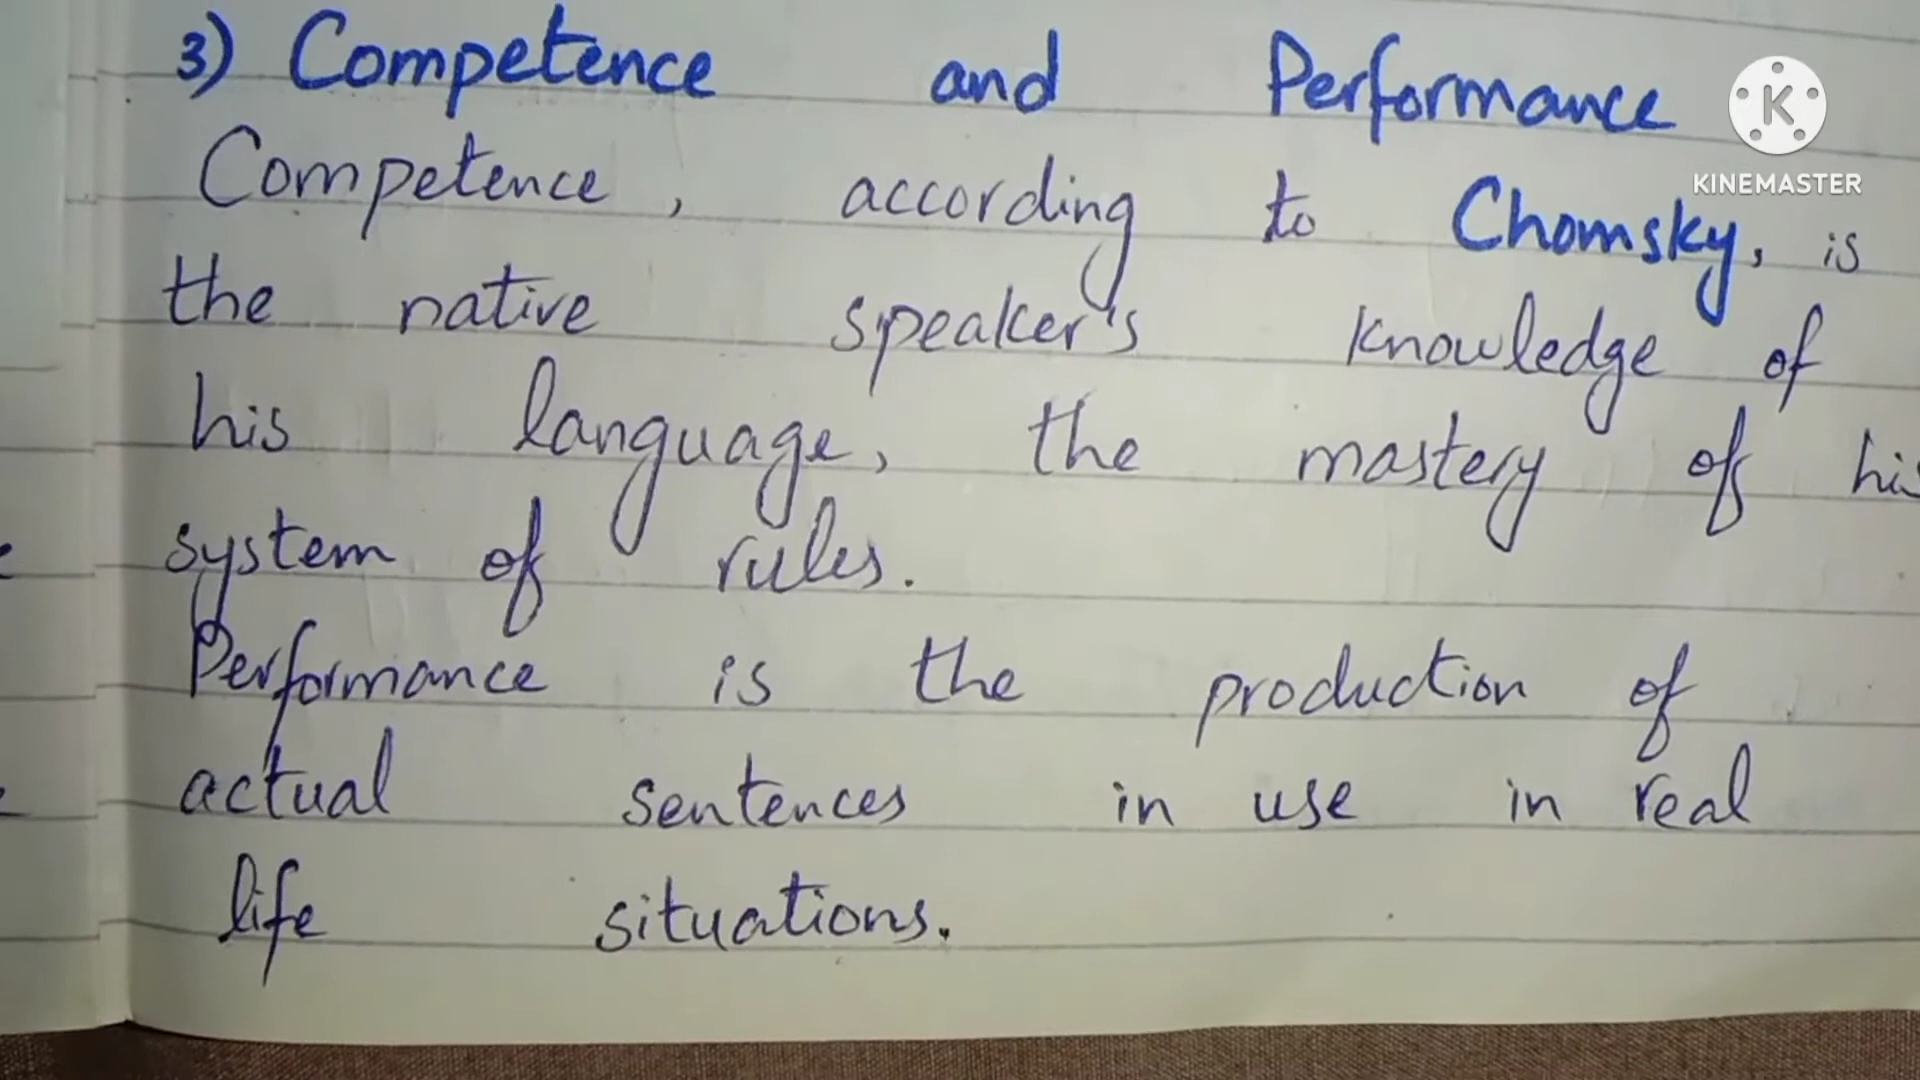 3) Competence and Performance
Competence, according to Chomsky, is
the native speaker's knowledge of
his language, the mastery of his
system of rules.
Performance is the production of
actual sentences in use in real
life situations.
K
KINEMASTER